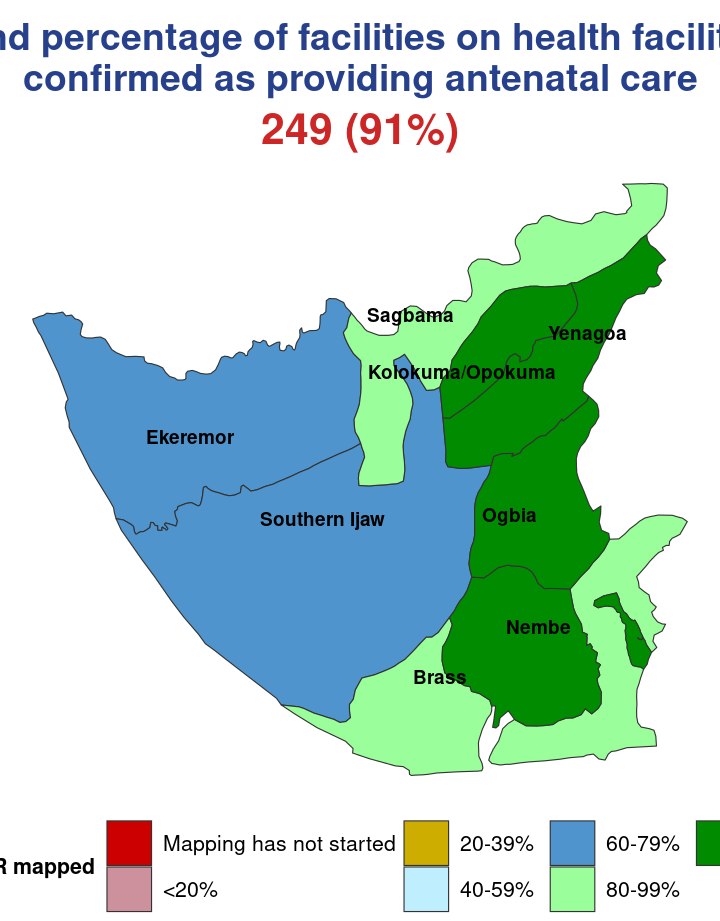 nd percentage of facilities on health facilit
confirmed as providing antenatal care
249 (91%)
Sagbama
Yenagoa
Kolokuma/Opokuma
Ekeremor
Ogbia
Southern Ijaw
Nembe
Brass
R mapped
Mapping has not started
20-39%
60-79%
<20%
40-59%
80-99%